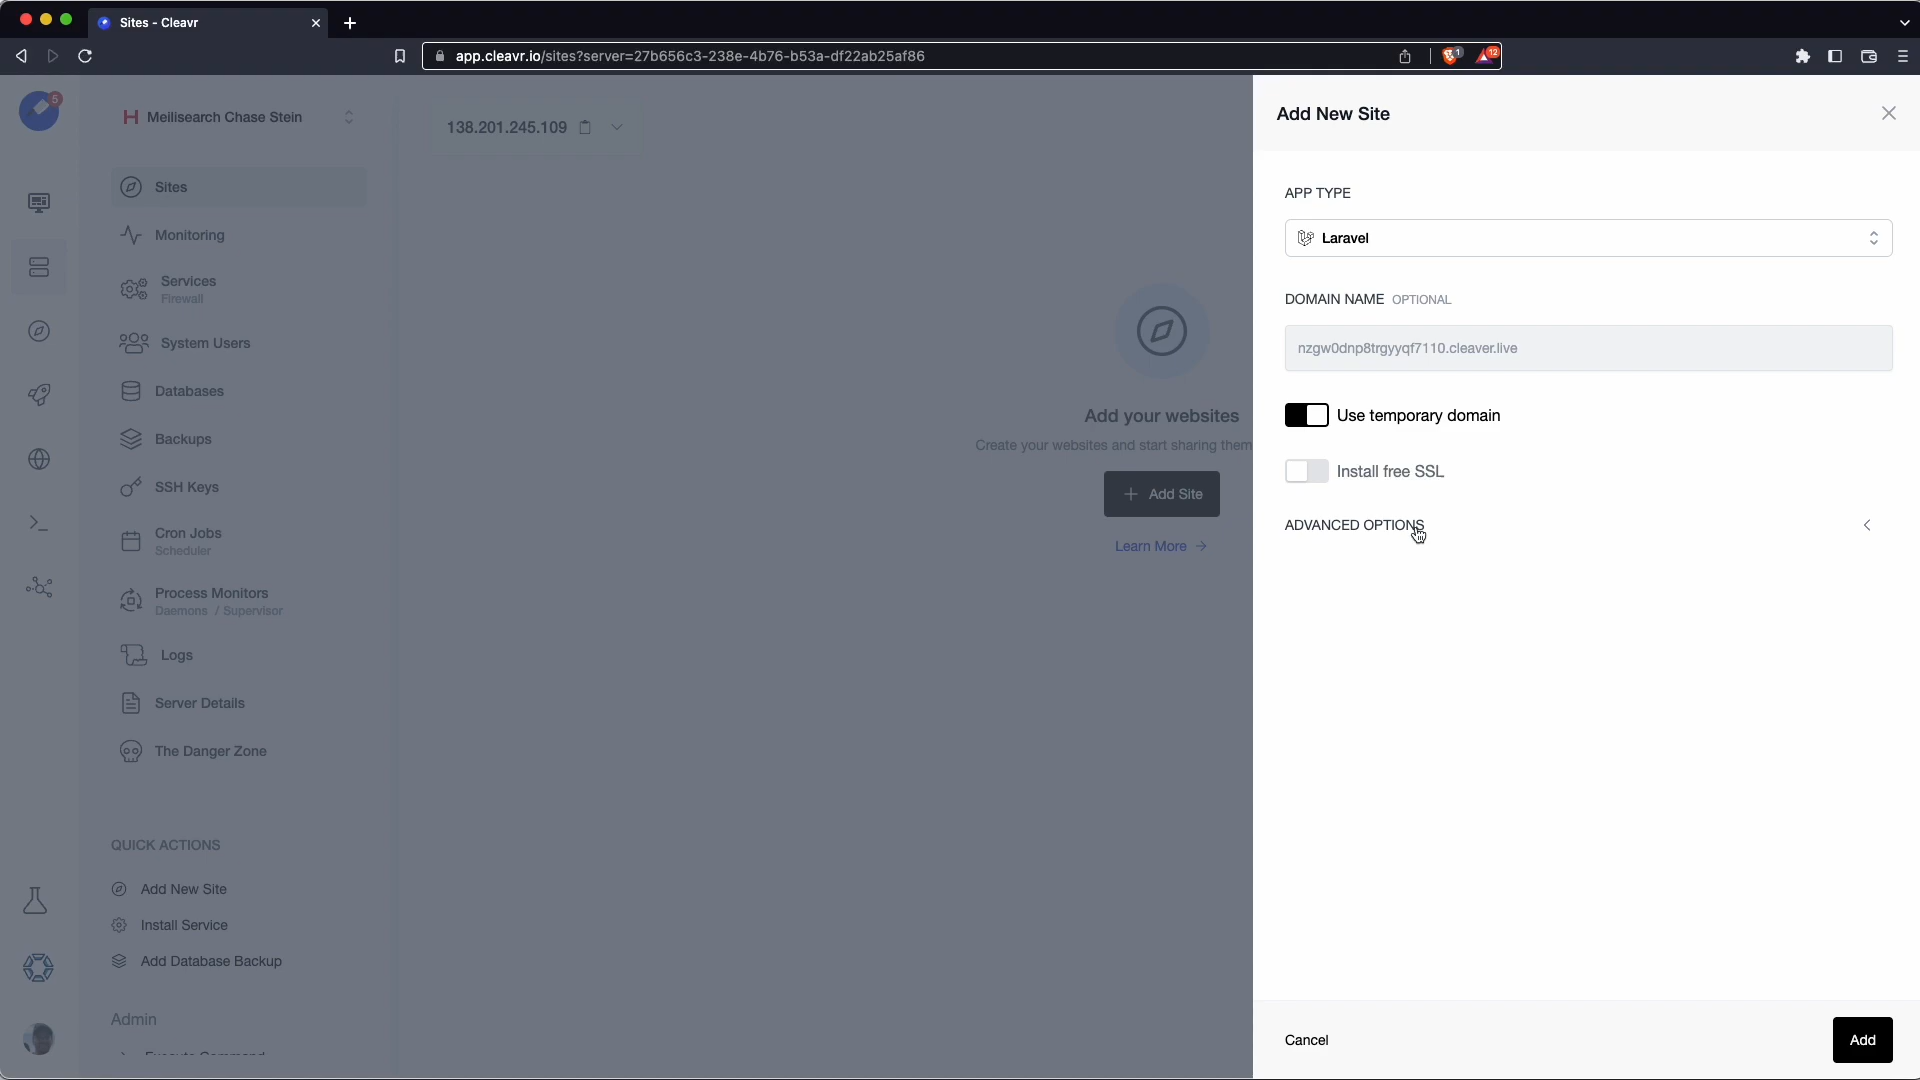 Sites - Cleavr
app.cleavr.io/sites?server=27b656c3-238e-4b76-b53a-df22ab25af86
1
12
5
Meilisearch Chase Stein
Sites
Monitoring
Services
Firewall
System Users
Databases
Backups
SSH Keys
Cron Jobs
Scheduler
Process Monitors
Daemons / Supervisor
Logs
Server Details
The Danger Zone
QUICK ACTIONS
Add New Site
Install Service
Add Database Backup
Admin
Execute Command
138.201.245.109
Add your websites
Create your websites and start sharing them
+ Add Site
Learn More →
Add New Site
APP TYPE
Laravel
DOMAIN NAME OPTIONAL
nzgw0dnp8trgyyqf7110.cleaver.live
Use temporary domain
Install free SSL
ADVANCED OPTIONS
Cancel
Add